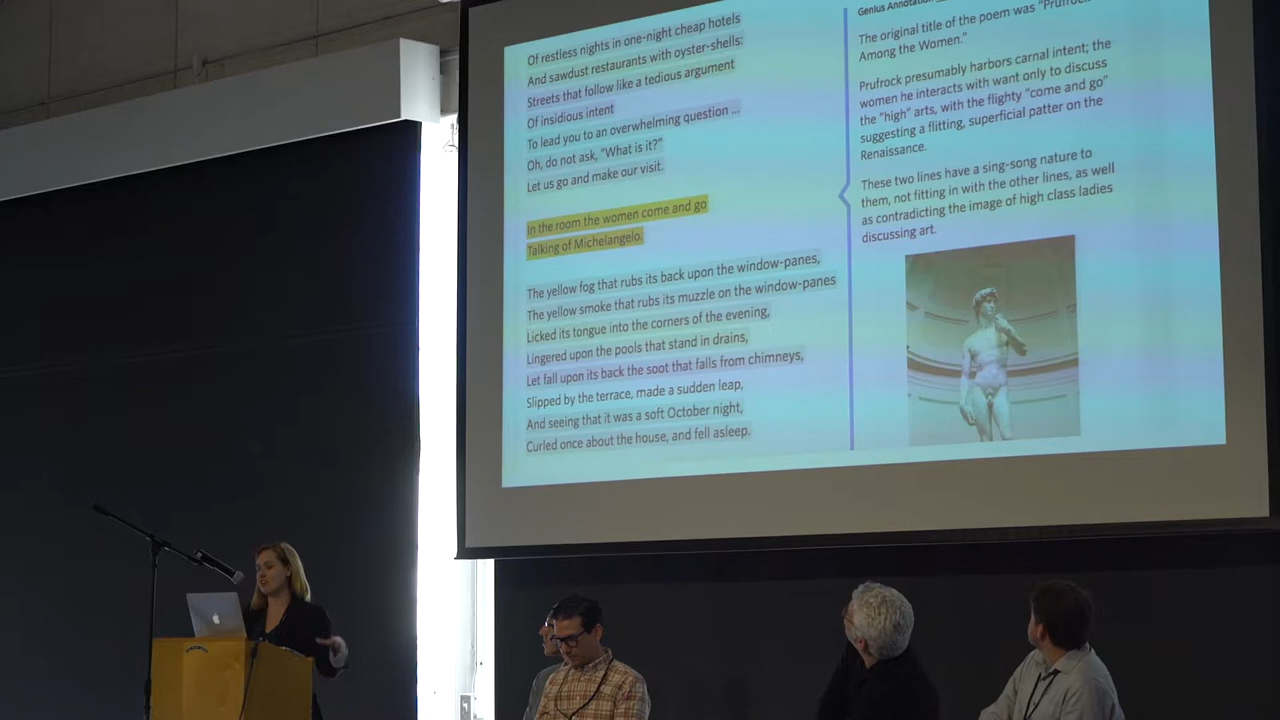 Of restless nights in one-night cheap hotels
And sawdust restaurants with oyster-shells:
Streets that follow like a tedious argument
Of insidious intent
To lead you to an overwhelming question ...
Oh, do not ask, “What is it?”
Let us go and make our visit.
In the room the women come and go
Talking of Michelangelo.
The yellow fog that rubs its back upon the window-panes,
The yellow smoke that rubs its muzzle on the window-panes
Licked its tongue into the corners of the evening,
Lingered upon the pools that stand in drains,
Let fall upon its back the soot that falls from chimneys,
Slipped by the terrace, made a sudden leap,
And seeing that it was a soft October night,
Curled once about the house, and fell asleep.
Genius Annotation
The original title of the poem was “Prufrock
Among the Women.”
Prufrock presumably harbors carnal intent; the
women he interacts with want only to discuss
the “high” arts, with the flighty “come and go”
suggesting a flitting, superficial patter on the
Renaissance.
These two lines have a sing-song nature to
them, not fitting in with the other lines, as well
as contradicting the image of high class ladies
discussing art.